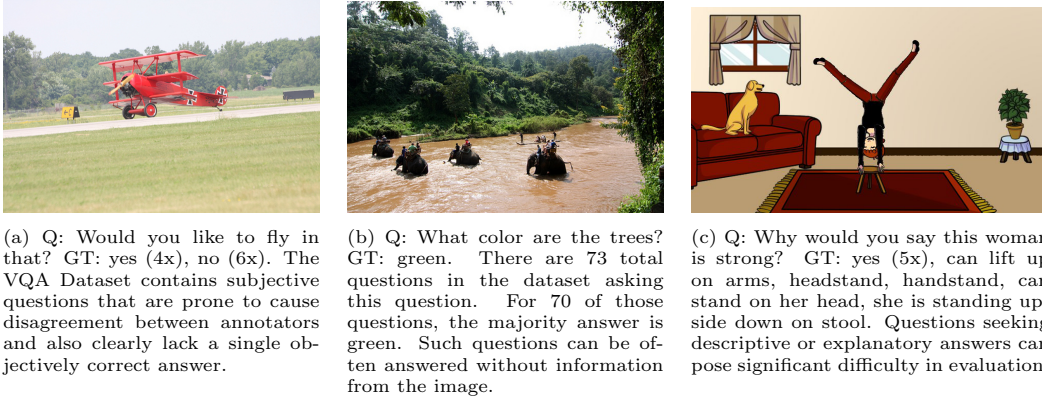 (a) Q: Would you like to fly in
that? GT: yes (4x), no (6x). The
VQA Dataset contains subjective
questions that are prone to cause
disagreement between annotators
and also clearly lack a single ob-
jectively correct answer.
(b) Q: What color are the trees?
GT: green. There are 73 total
questions in the dataset asking
this question. For 70 of those
questions, the majority answer is
green. Such questions can be of-
ten answered without information
from the image.
(c) Q: Why would you say this woman
is strong? GT: yes (5x), can lift up
on arms, headstand, handstand, can
stand on her head, she is standing up
side down on stool. Questions seeking
descriptive or explanatory answers can
pose significant difficulty in evaluation